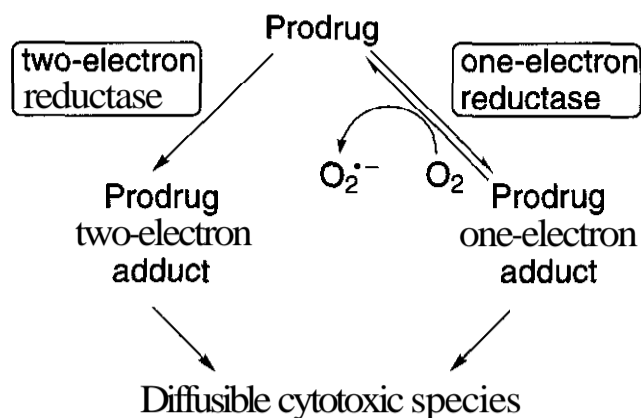 Prodrug
two-electron
reductase
one-electron
reductase
O₂•⁻
O₂
Prodrug
two-electron
adduct
Prodrug
one-electron
adduct
Diffusible cytotoxic species